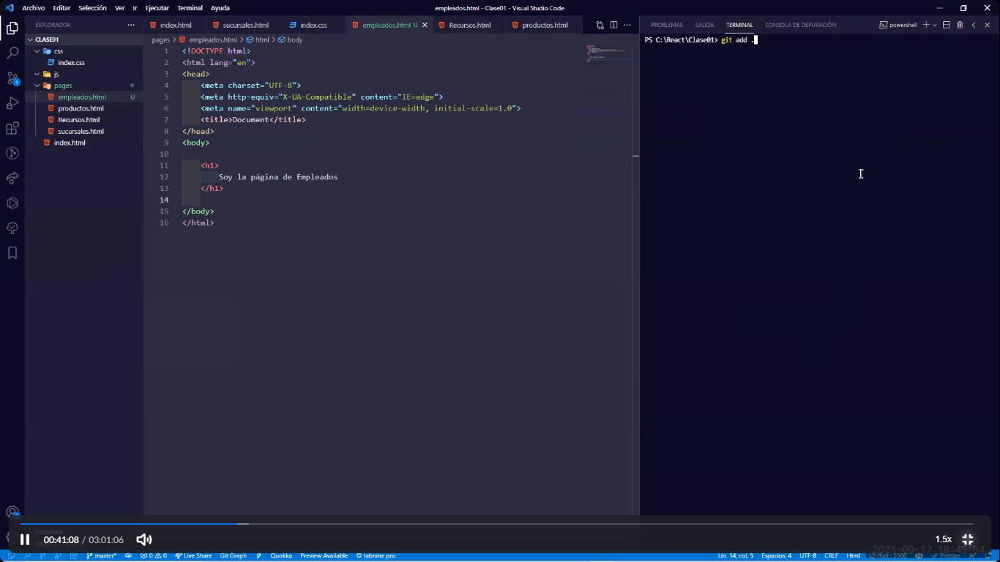 Archivo Editar Selección Ver Ir Ejecutar Terminal Ayuda
empleados.html - Clase01 - Visual Studio Code
EXPLORADOR
CLASE01
css
index.css
js
pages
empleados.html U
productos.html
Recursos.html
sucursales.html
index.html
index.html sucursales.html index.css empleados.html U Recursos.html productos.html
pages > empleados.html > html > body
1 <!DOCTYPE html>
2 <html lang="en">
3 <head>
4 <meta charset="UTF-8">
5 <meta http-equiv="X-UA-Compatible" content="IE=edge">
6 <meta name="viewport" content="width=device-width, initial-scale=1.0">
7 <title>Document</title>
8 </head>
9 <body>
10
11 <h1>
12 Soy la página de Empleados
13 </h1>
14
15 </body>
16 </html>
PROBLEMAS SALIDA TERMINAL CONSOLA DE DEPURACIÓN
powershell
PS C:\React\Clase01> git add .
1
ESQUEMA
00:41:08 / 03:01:06
1.5x
2021-09-17 18:45:54
master* 0 0 Live Share Git Graph Quokka Preview Available tabnine pro
Lín. 14, col. 5 Espacios: 4 UTF-8 CRLF Html Port : 5500 Prettier